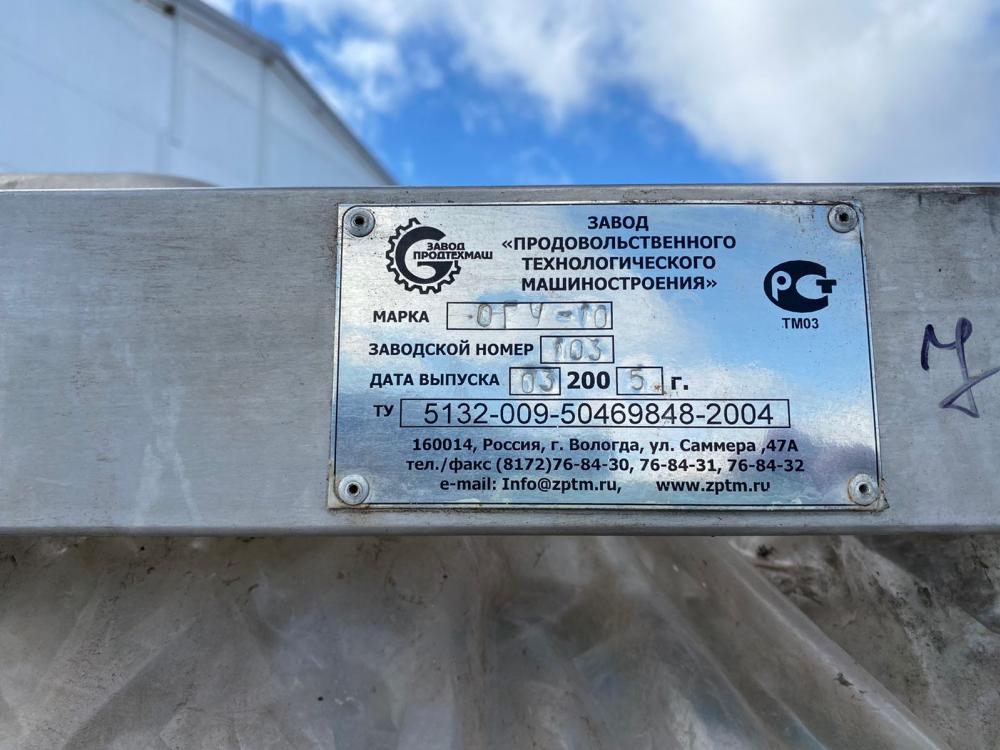 ЗАВОД
ПРОДТЕХМАШ
ЗАВОД
«ПРОДОВОЛЬСТВЕННОГО
ТЕХНОЛОГИЧЕСКОГО
МАШИНОСТРОЕНИЯ»
РСТ
ТМ03
МАРКА ОГУ-10
ЗАВОДСКОЙ НОМЕР 103
ДАТА ВЫПУСКА 03 200 5 г.
ТУ 5132-009-50469848-2004
160014, Россия, г. Вологда, ул. Саммера ,47А
тел./факс (8172)76-84-30, 76-84-31, 76-84-32
e-mail: Info@zptm.ru, www.zptm.ru